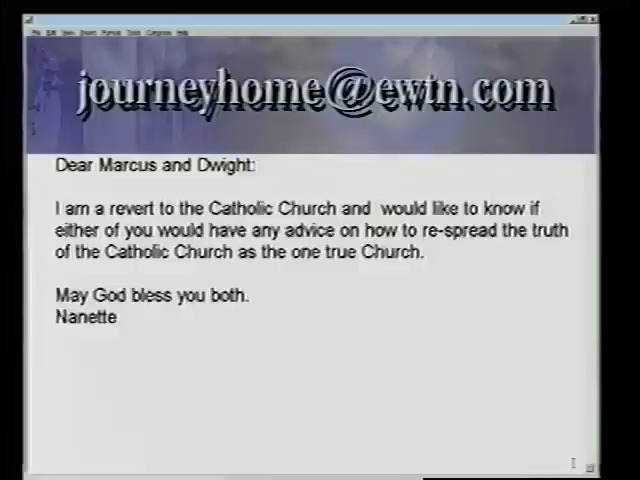 journeyhome@ewtn.com
Dear Marcus and Dwight:
I am a revert to the Catholic Church and  would like to know if
either of you would have any advice on how to re-spread the truth
of the Catholic Church as the one true Church.
May God bless you both.
Nanette